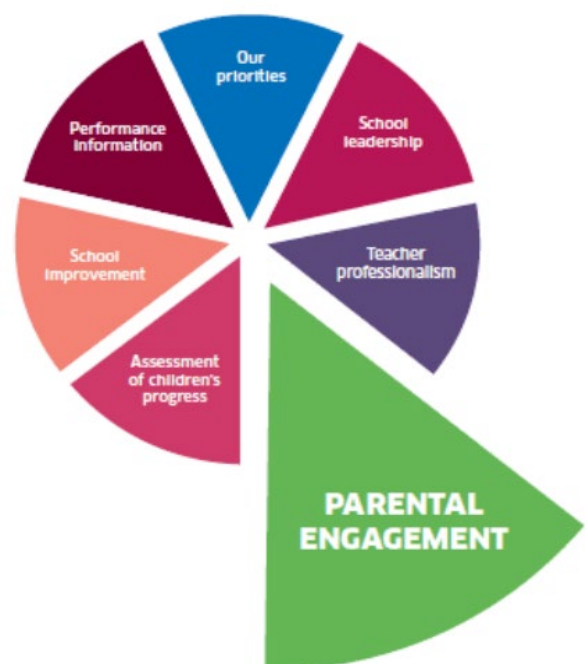 Our
priorities
School
leadership
Teacher
professionalism
PARENTAL
ENGAGEMENT
Assessment
of children's
progress
School
improvement
Performance
information